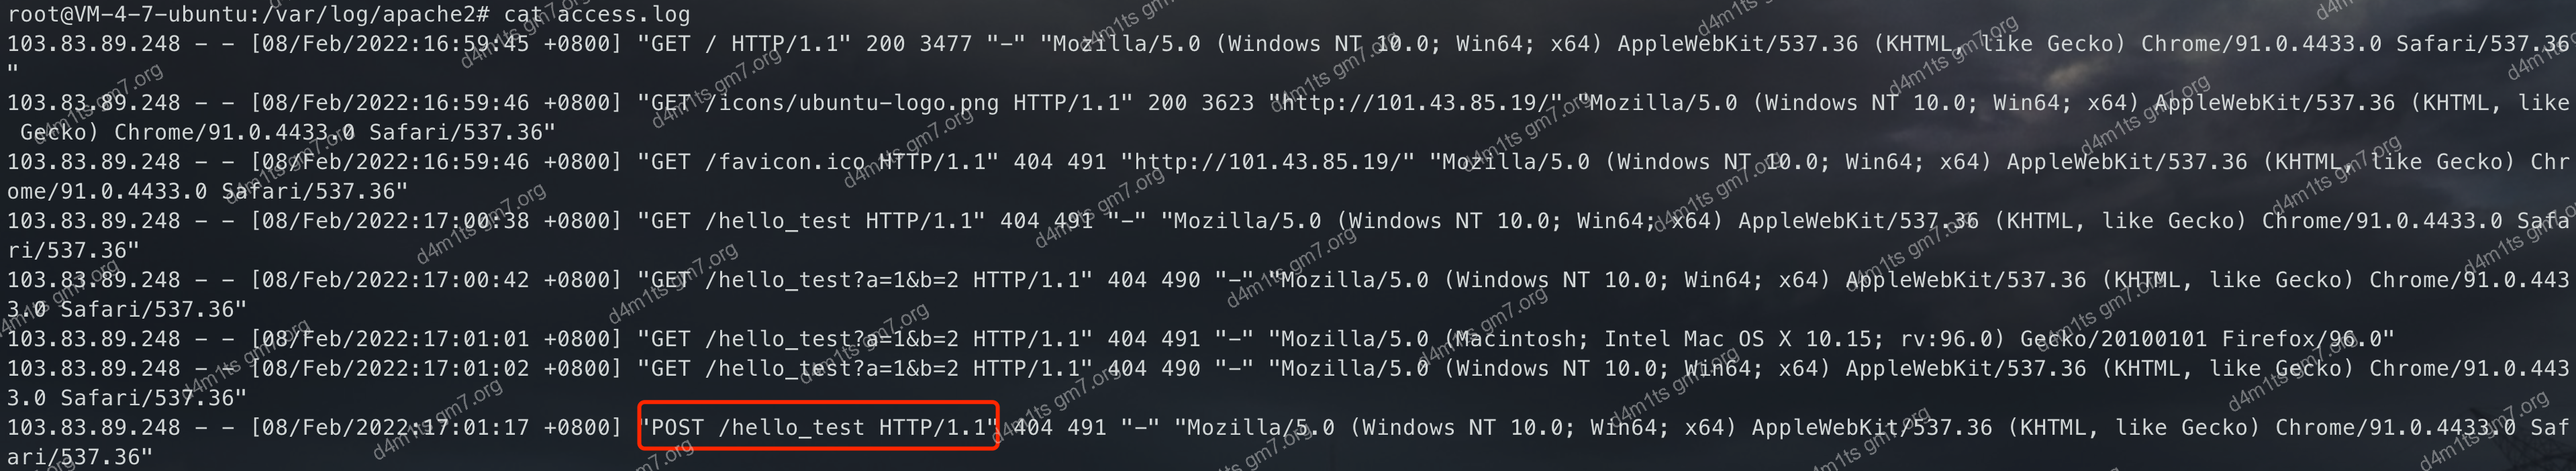 root@VM-4-7-ubuntu:/var/log/apache2# cat access.log
103.83.89.248 - - [08/Feb/2022:16:59:45 +0800] "GET / HTTP/1.1" 200 3477 "-" "Mozilla/5.0 (Windows NT 10.0; Win64; x64) AppleWebKit/537.36 (KHTML, like Gecko) Chrome/91.0.4433.0 Safari/537.36
"
103.83.89.248 - - [08/Feb/2022:16:59:46 +0800] "GET /icons/ubuntu-logo.png HTTP/1.1" 200 3623 "http://101.43.85.19/" "Mozilla/5.0 (Windows NT 10.0; Win64; x64) AppleWebKit/537.36 (KHTML, like
 Gecko) Chrome/91.0.4433.0 Safari/537.36"
103.83.89.248 - - [08/Feb/2022:16:59:46 +0800] "GET /favicon.ico HTTP/1.1" 404 491 "http://101.43.85.19/" "Mozilla/5.0 (Windows NT 10.0; Win64; x64) AppleWebKit/537.36 (KHTML, like Gecko) Chr
ome/91.0.4433.0 Safari/537.36"
103.83.89.248 - - [08/Feb/2022:17:00:38 +0800] "GET /hello_test HTTP/1.1" 404 491 "-" "Mozilla/5.0 (Windows NT 10.0; Win64; x64) AppleWebKit/537.36 (KHTML, like Gecko) Chrome/91.0.4433.0 Safa
ri/537.36"
103.83.89.248 - - [08/Feb/2022:17:00:42 +0800] "GET /hello_test?a=1&b=2 HTTP/1.1" 404 490 "-" "Mozilla/5.0 (Windows NT 10.0; Win64; x64) AppleWebKit/537.36 (KHTML, like Gecko) Chrome/91.0.443
3.0 Safari/537.36"
103.83.89.248 - - [08/Feb/2022:17:01:01 +0800] "GET /hello_test?a=1&b=2 HTTP/1.1" 404 491 "-" "Mozilla/5.0 (Macintosh; Intel Mac OS X 10.15; rv:96.0) Gecko/20100101 Firefox/96.0"
103.83.89.248 - - [08/Feb/2022:17:01:02 +0800] "GET /hello_test?a=1&b=2 HTTP/1.1" 404 490 "-" "Mozilla/5.0 (Windows NT 10.0; Win64; x64) AppleWebKit/537.36 (KHTML, like Gecko) Chrome/91.0.443
3.0 Safari/537.36"
103.83.89.248 - - [08/Feb/2022:17:01:17 +0800] "POST /hello_test HTTP/1.1" 404 491 "-" "Mozilla/5.0 (Windows NT 10.0; Win64; x64) AppleWebKit/537.36 (KHTML, like Gecko) Chrome/91.0.4433.0 Saf
ari/537.36"
d4m1ts gm7.org